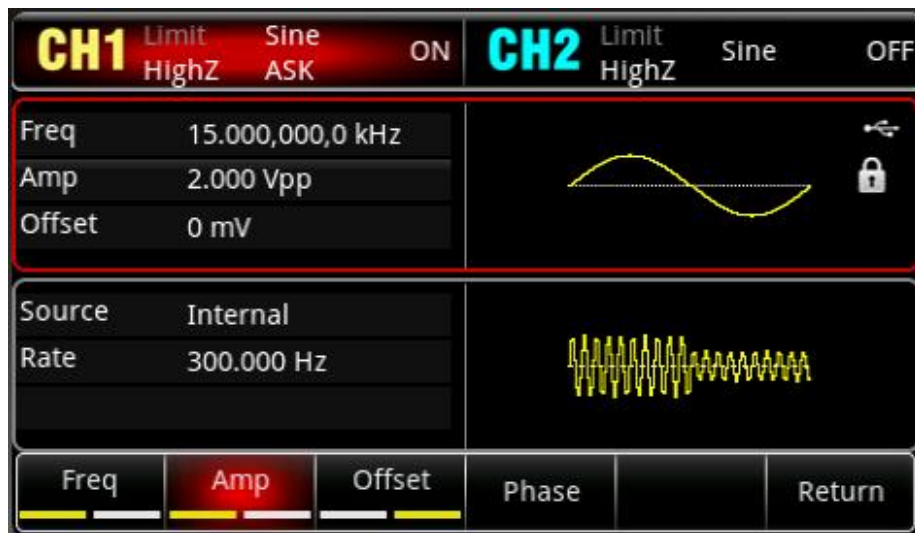 CH1 Limit Sine ON CH2 Limit Sine OFF
HighZ ASK HighZ
Freq 15.000,000,0 kHz
Amp 2.000 Vpp
Offset 0 mV
Source Internal
Rate 300.000 Hz
Freq Amp Offset Phase Return